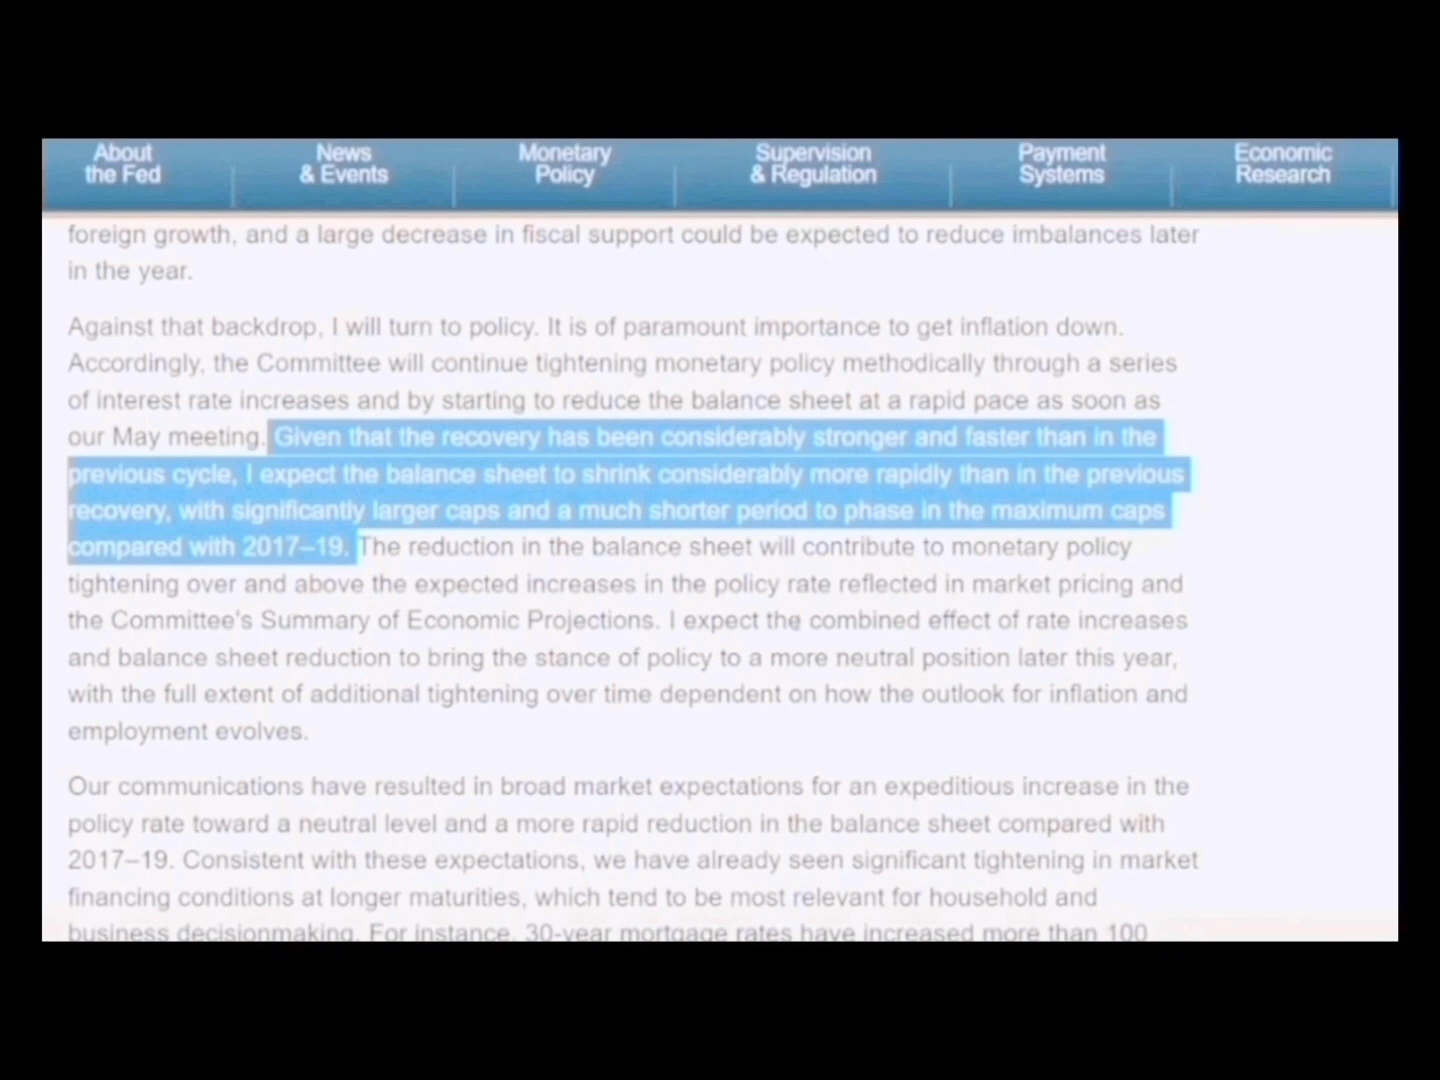 About the Fed
News & Events
Monetary Policy
Supervision & Regulation
Payment Systems
Economic Research
foreign growth, and a large decrease in fiscal support could be expected to reduce imbalances later
in the year.
Against that backdrop, I will turn to policy. It is of paramount importance to get inflation down.
Accordingly, the Committee will continue tightening monetary policy methodically through a series
of interest rate increases and by starting to reduce the balance sheet at a rapid pace as soon as
our May meeting. Given that the recovery has been considerably stronger and faster than in the
previous cycle, I expect the balance sheet to shrink considerably more rapidly than in the previous
recovery, with significantly larger caps and a much shorter period to phase in the maximum caps
compared with 2017–19. The reduction in the balance sheet will contribute to monetary policy
tightening over and above the expected increases in the policy rate reflected in market pricing and
the Committee's Summary of Economic Projections. I expect the combined effect of rate increases
and balance sheet reduction to bring the stance of policy to a more neutral position later this year,
with the full extent of additional tightening over time dependent on how the outlook for inflation and
employment evolves.
Our communications have resulted in broad market expectations for an expeditious increase in the
policy rate toward a neutral level and a more rapid reduction in the balance sheet compared with
2017–19. Consistent with these expectations, we have already seen significant tightening in market
financing conditions at longer maturities, which tend to be most relevant for household and
business decisionmaking. For instance, 30-year mortgage rates have increased more than 100